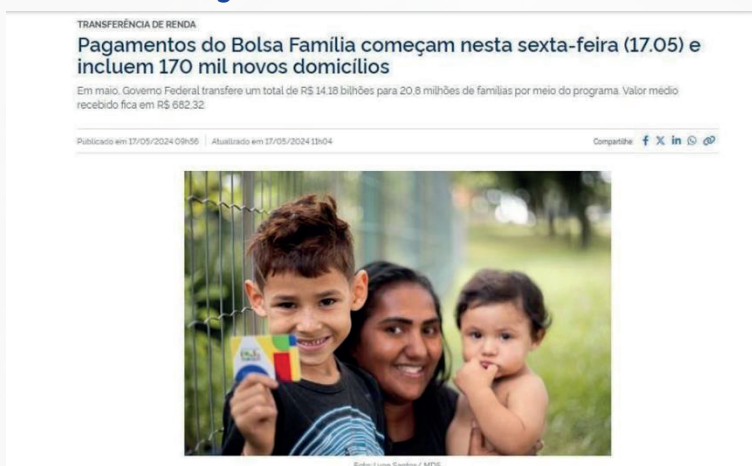 TRANSFERÊNCIA DE RENDA
Pagamentos do Bolsa Família começam nesta sexta-feira (17.05) e
incluem 170 mil novos domicílios
Em maio, Governo Federal transfere um total de R$ 14,18 bilhões para 20,8 milhões de famílias por meio do programa. Valor médio
recebido fica em R$ 682,32
Publicado em 17/05/2024 09h56 | Atualizado em 17/05/2024 11h04
Compartilhe